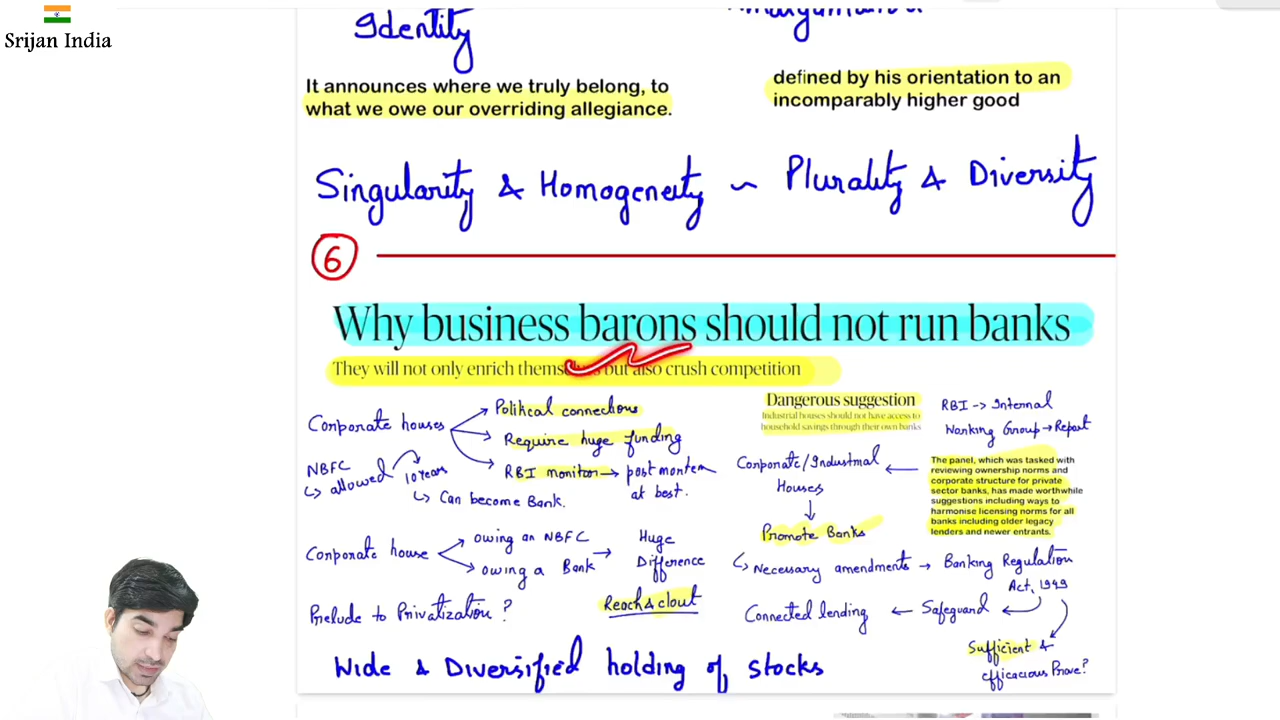 Srijan India
Identity
It announces where we truly belong, to
what we owe our overriding allegiance.
defined by his orientation to an
incomparably higher good
Singularity & Homogeneity ~ Plurality & Diversity
6
Why business barons should not run banks
They will not only enrich but also crush competition
Corporate houses
Political connections
Require huge funding
RBI monitor → post mortem
at best.
NBFC
↳ allowed
10 years
↳ Can become Bank.
Corporate house
owing an NBFC
owing a Bank
→ Huge
Difference
Reach & clout
Prelude to Privatization ?
Dangerous suggestion
Industrial houses should not have access to
household savings through their own banks
RBI -> Internal
Working Group → Report
The panel, which was tasked with
reviewing ownership norms and
corporate structure for private
sector banks, has made worthwhile
suggestions including ways to
harmonise licensing norms for all
banks including older legacy
lenders and newer entrants.
Corporate/Industrial ←
Houses
↓
Promote Banks
↳ Necessary amendments → Banking Regulation
Act, 1949
Connected lending ← Safeguard ←
Sufficient &
efficacious Prove?
Wide & Diversified holding of stocks